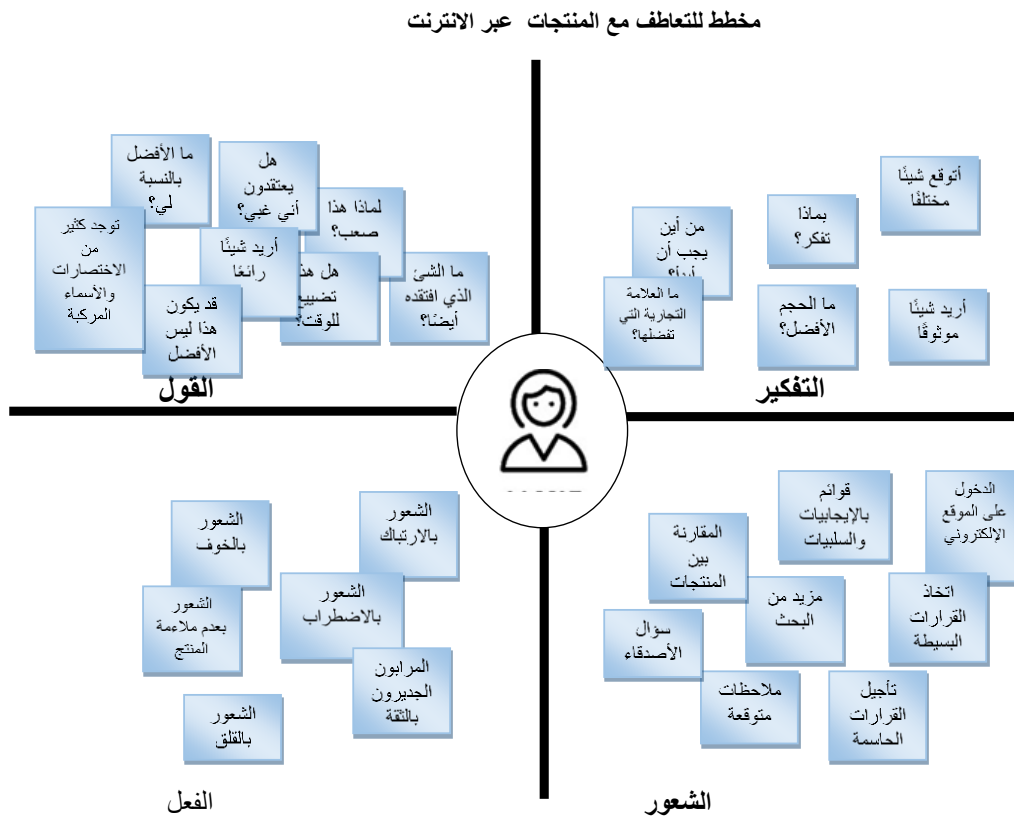 مخطط للتعاطف مع المنتجات عبر الانترنت
أتوقع شيئًا
مختلفًا
بماذا
تفكر؟
من أين
يجب أن
أبدأ؟
ما العلامة
التجارية التي
تفضلها؟
ما الحجم
الأفضل؟
أريد شيئًا
موثوقًا
التفكير
ما الأفضل
بالنسبة
لي؟
هل
يعتقدون
أني غبي؟
لماذا هذا
صعب؟
توجد كثير
من
الاختصارات
والأسماء
المركبة
أريد شيئًا
رائعًا
هل هذا
تضييع
للوقت؟
ما الشئ
الذي افتقده
أيضًا؟
قد يكون
هذا ليس
الأفضل
القول
الدخول
على الموقع
الإلكتروني
قوائم
بالإيجابيات
والسلبيات
المقارنة
بين
المنتجات
اتخاذ
القرارات
البسيطة
مزيد من
البحث
سؤال
الأصدقاء
ملاحظات
متوقعة
تأجيل
القرارات
الحاسمة
الشعور
الشعور
بالارتباك
الشعور
بالخوف
الشعور
بالاضطراب
الشعور
بعدم ملاءمة
المنتج
المرابون
الجديرون
بالثقة
الشعور
بالقلق
الفعل